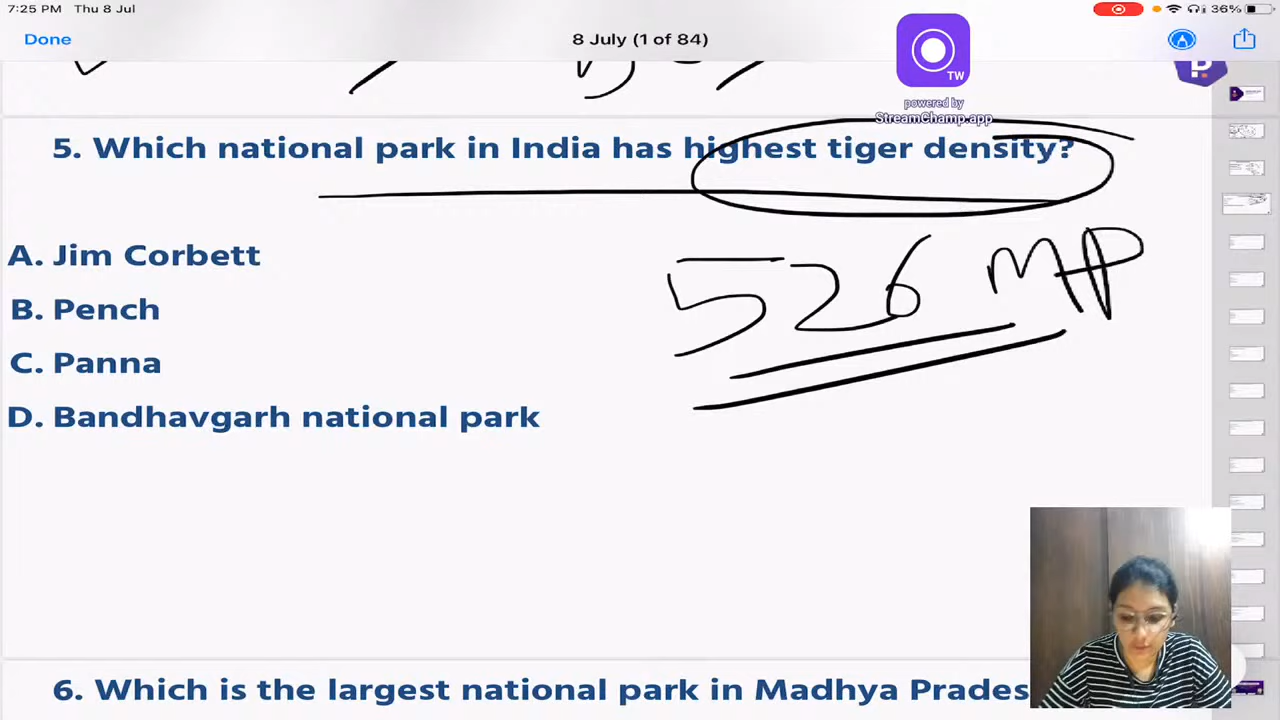 7:25 PM Thu 8 Jul
36%
Done
8 July (1 of 84)
TW
powered by
StreamChamp.app
5. Which national park in India has highest tiger density?
526 MP
A. Jim Corbett
B. Pench
C. Panna
D. Bandhavgarh national park
6. Which is the largest national park in Madhya Prades